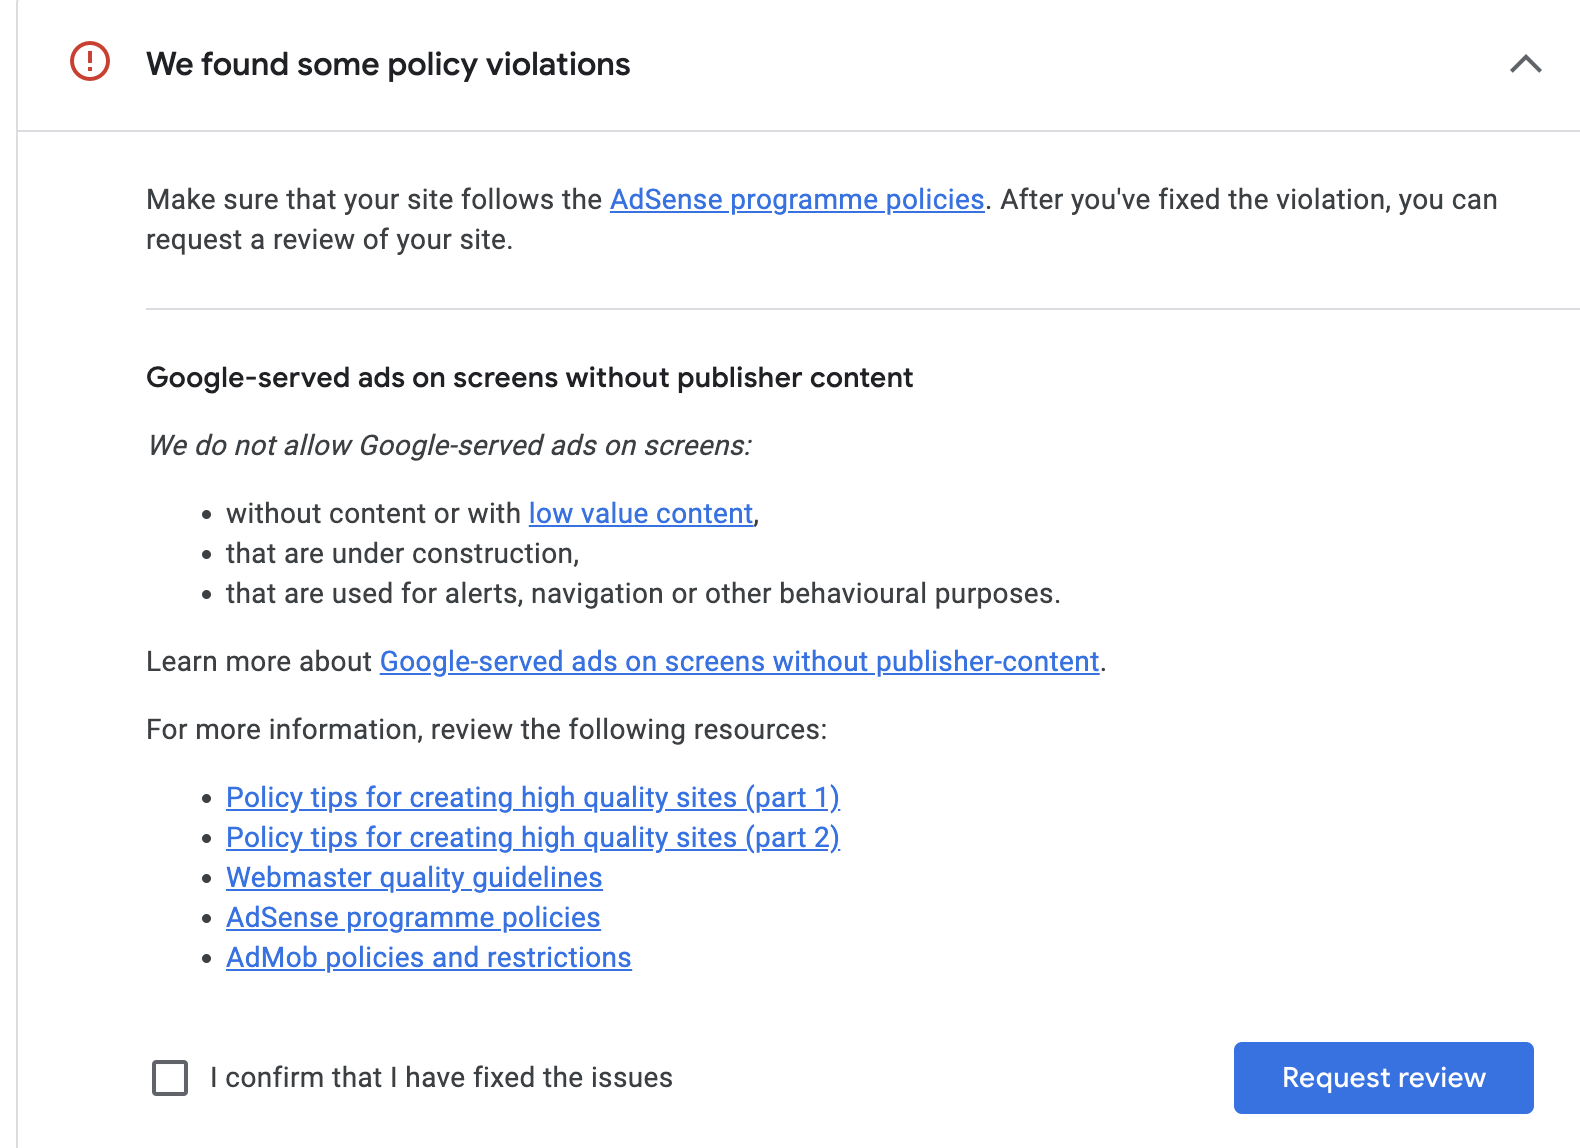 We found some policy violations
Make sure that your site follows the AdSense programme policies. After you've fixed the violation, you can
request a review of your site.
Google-served ads on screens without publisher content
We do not allow Google-served ads on screens:
• without content or with low value content,
• that are under construction,
• that are used for alerts, navigation or other behavioural purposes.
Learn more about Google-served ads on screens without publisher-content.
For more information, review the following resources:
• Policy tips for creating high quality sites (part 1)
• Policy tips for creating high quality sites (part 2)
• Webmaster quality guidelines
• AdSense programme policies
• AdMob policies and restrictions
I confirm that I have fixed the issues
Request review